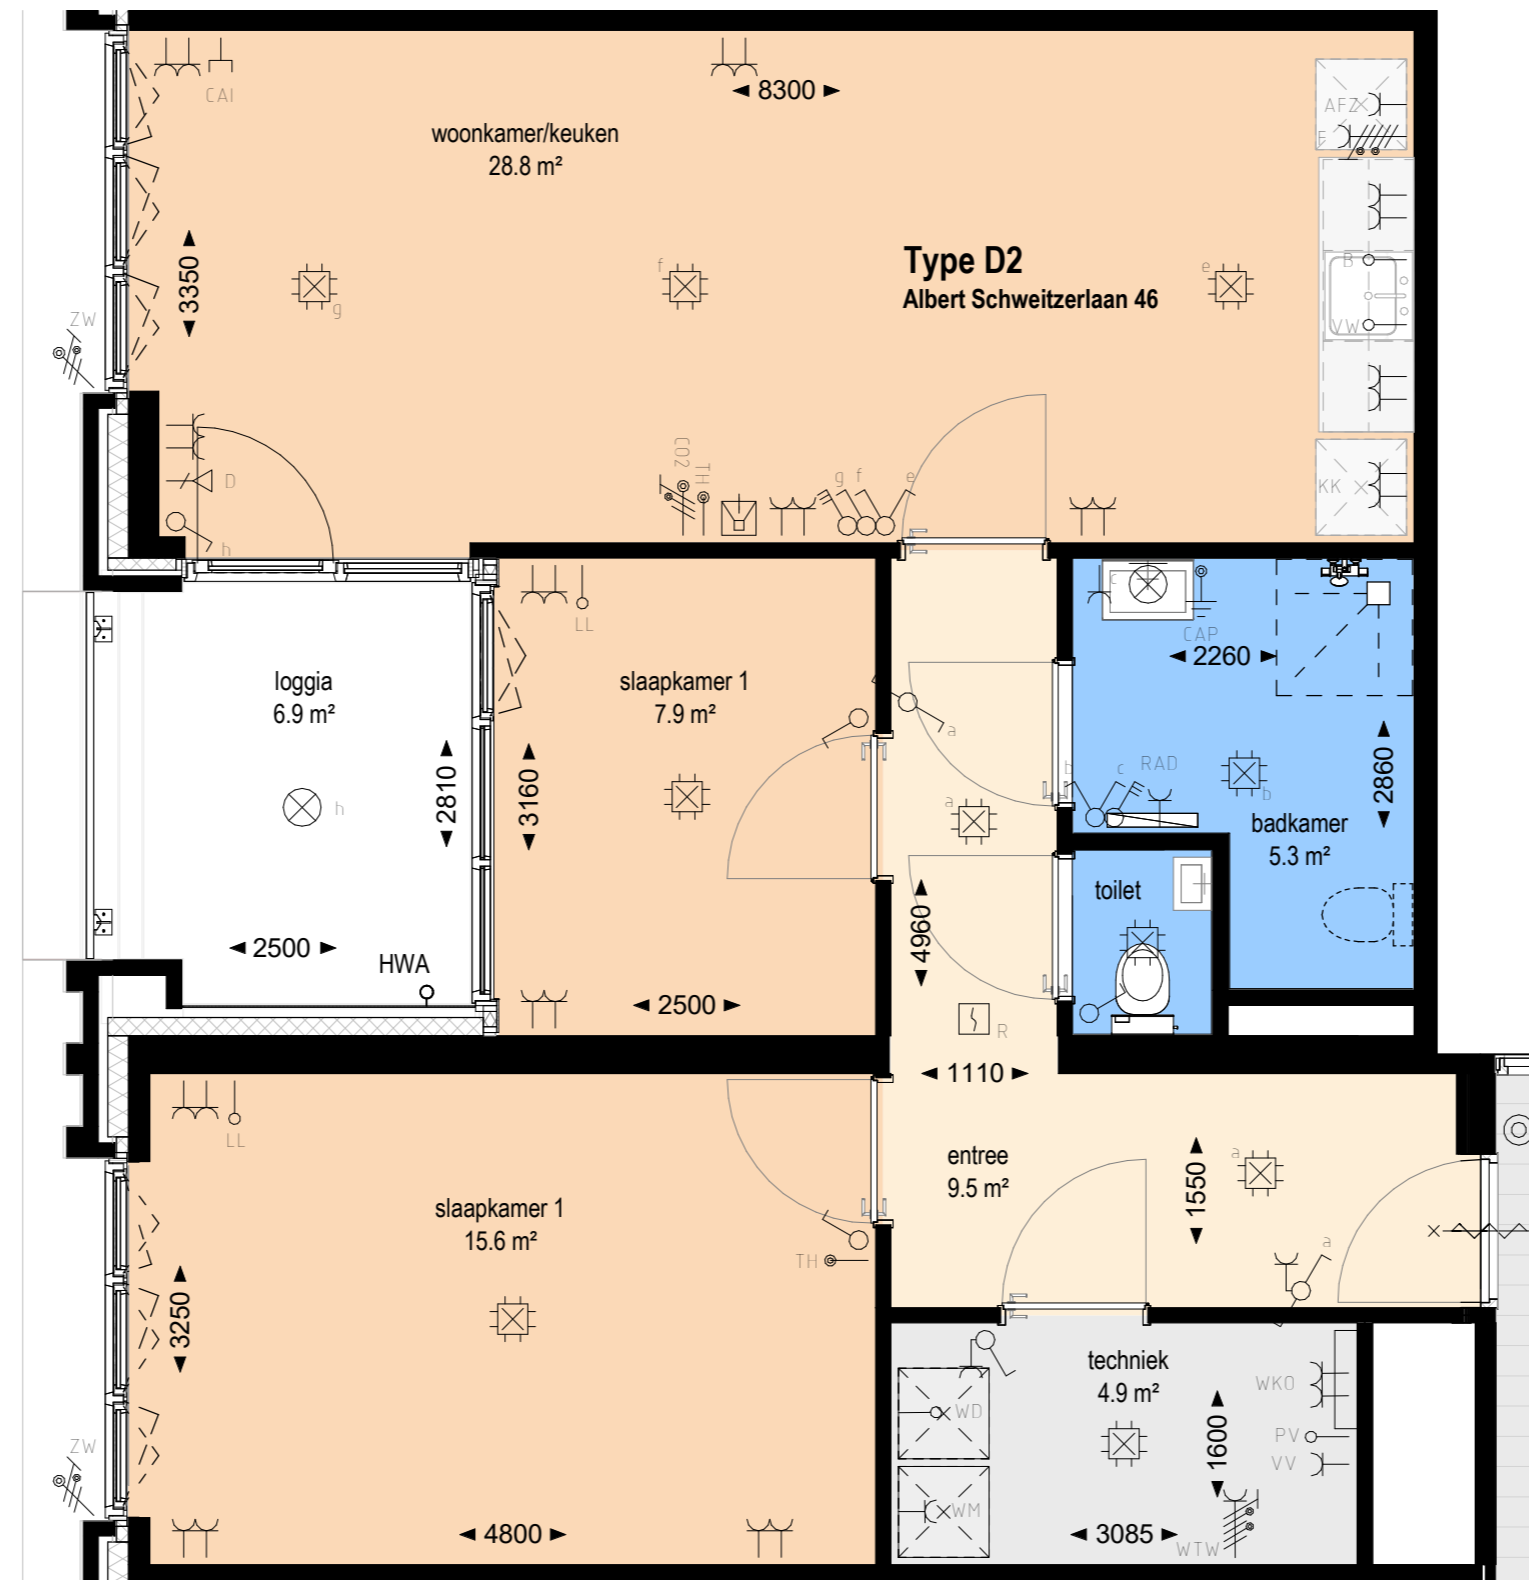 CAI
8300
AFZ
F
woonkamer/keuken
28.8 m²
Type D2
Albert Schweitzerlaan 46
3350
g
f
e
B
VW
ZW
CO2
TH
g f e
KK
D
h
LL
c
CAP
2260
loggia
6.9 m²
slaapkamer 1
7.9 m²
a
2810
3160
2860
h
a
b c RAD
b
badkamer
5.3 m²
toilet
4960
2500
HWA
2500
R
1110
LL
entree
9.5 m²
1550
a
slaapkamer 1
15.6 m²
TH
a
3250
techniek
4.9 m²
WKO
WD
1600
PV
VV
ZW
WM
4800
3085
WTW